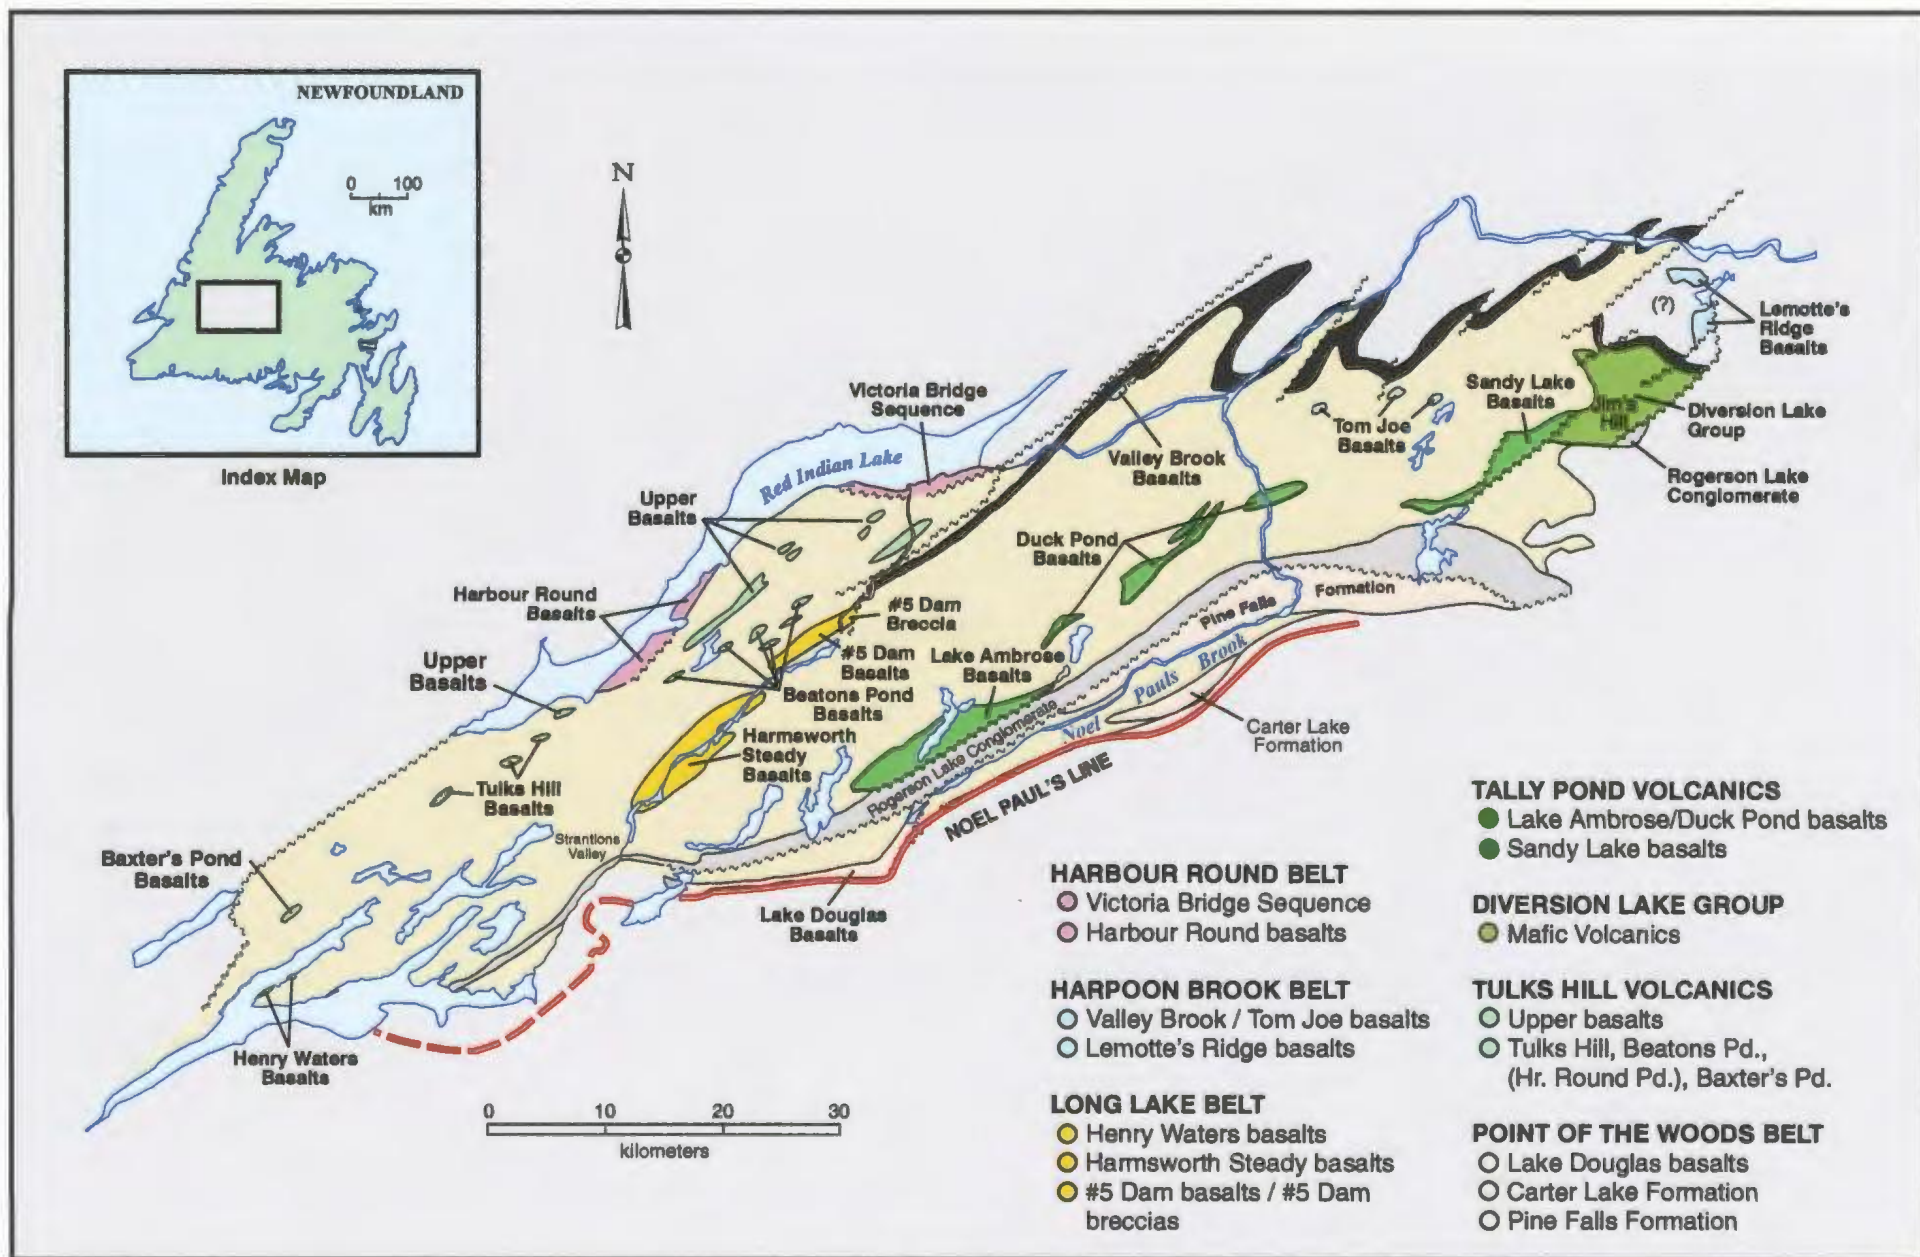 NEWFOUNDLAND
0 100
km
Index Map
N
Victoria Bridge
Sequence
Red Indian Lake
Upper
Basalts
Harbour Round
Basalts
Upper
Basalts
Tulks Hill
Basalts
Baxter's Pond
Basalts
Henry Waters
Basalts
Strantions
Valley
#5 Dam
Breccia
#5 Dam
Basalts
Beatons Pond
Basalts
Harmsworth
Steady
Basalts
Lake Ambrose
Basalts
Duck Pond
Basalts
Valley Brook
Basalts
Tom Joe
Basalts
Sandy Lake
Basalts
(?)
Lemotte's
Ridge
Basalts
Jim's
Hill
Diversion Lake
Group
Rogerson Lake
Conglomerate
Pine Falls Formation
Noel Pauls Brook
Rogerson Lake Conglomerate
Carter Lake
Formation
NOEL PAUL'S LINE
Lake Douglas
Basalts
0 10 20 30
kilometers
HARBOUR ROUND BELT
Victoria Bridge Sequence
Harbour Round basalts
HARPOON BROOK BELT
Valley Brook / Tom Joe basalts
Lemotte's Ridge basalts
LONG LAKE BELT
Henry Waters basalts
Harmsworth Steady basalts
#5 Dam basalts / #5 Dam
breccias
TALLY POND VOLCANICS
Lake Ambrose/Duck Pond basalts
Sandy Lake basalts
DIVERSION LAKE GROUP
Mafic Volcanics
TULKS HILL VOLCANICS
Upper basalts
Tulks Hill, Beatons Pd.,
(Hr. Round Pd.), Baxter's Pd.
POINT OF THE WOODS BELT
Lake Douglas basalts
Carter Lake Formation
Pine Falls Formation